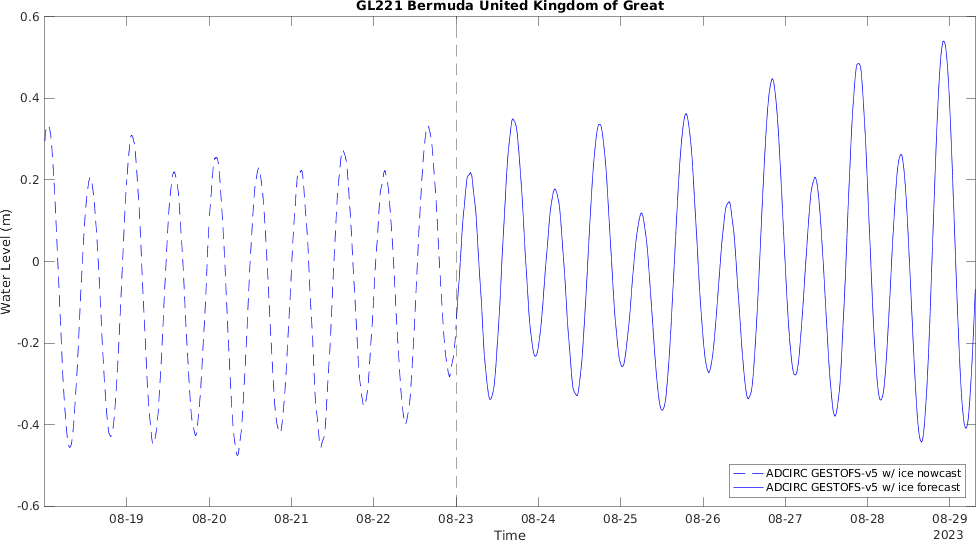 GL221 Bermuda United Kingdom of Great
0.6
0.4
0.2
0
-0.2
-0.4
-0.6
Water Level (m)
08-19 08-20 08-21 08-22 08-23 08-24 08-25 08-26 08-27 08-28 08-29
Time
2023
ADCIRC GESTOFS-v5 w/ ice nowcast
ADCIRC GESTOFS-v5 w/ ice forecast